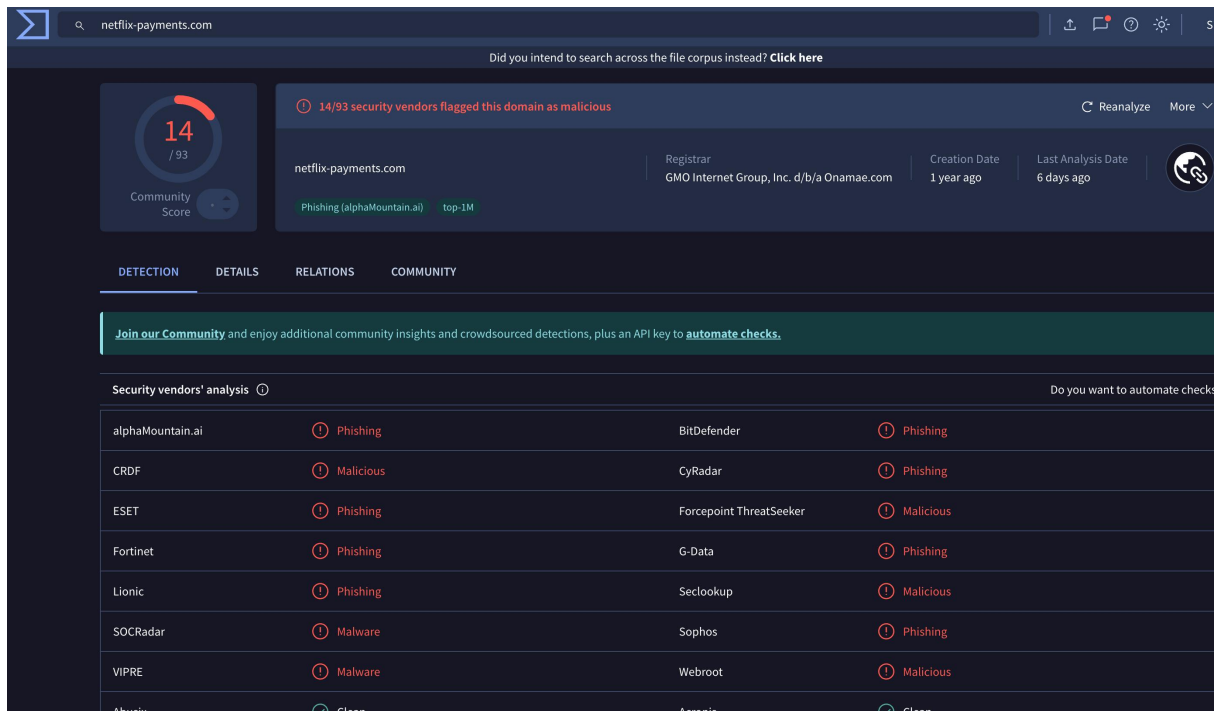 netflix-payments.com
Did you intend to search across the file corpus instead? Click here
14
/ 93
Community
Score
14/93 security vendors flagged this domain as malicious
Reanalyze
More
netflix-payments.com
Registrar
GMO Internet Group, Inc. d/b/a Onamae.com
Creation Date
1 year ago
Last Analysis Date
6 days ago
Phishing (alphaMountain.ai) top-1M
DETECTION DETAILS RELATIONS COMMUNITY
Join our Community and enjoy additional community insights and crowdsourced detections, plus an API key to automate checks.
Security vendors' analysis Do you want to automate checks
alphaMountain.ai Phishing BitDefender Phishing
CRDF Malicious CyRadar Phishing
ESET Phishing Forcepoint ThreatSeeker Malicious
Fortinet Phishing G-Data Phishing
Lionic Phishing Seclookup Malicious
SOCRadar Malware Sophos Phishing
VIPRE Malware Webroot Malicious